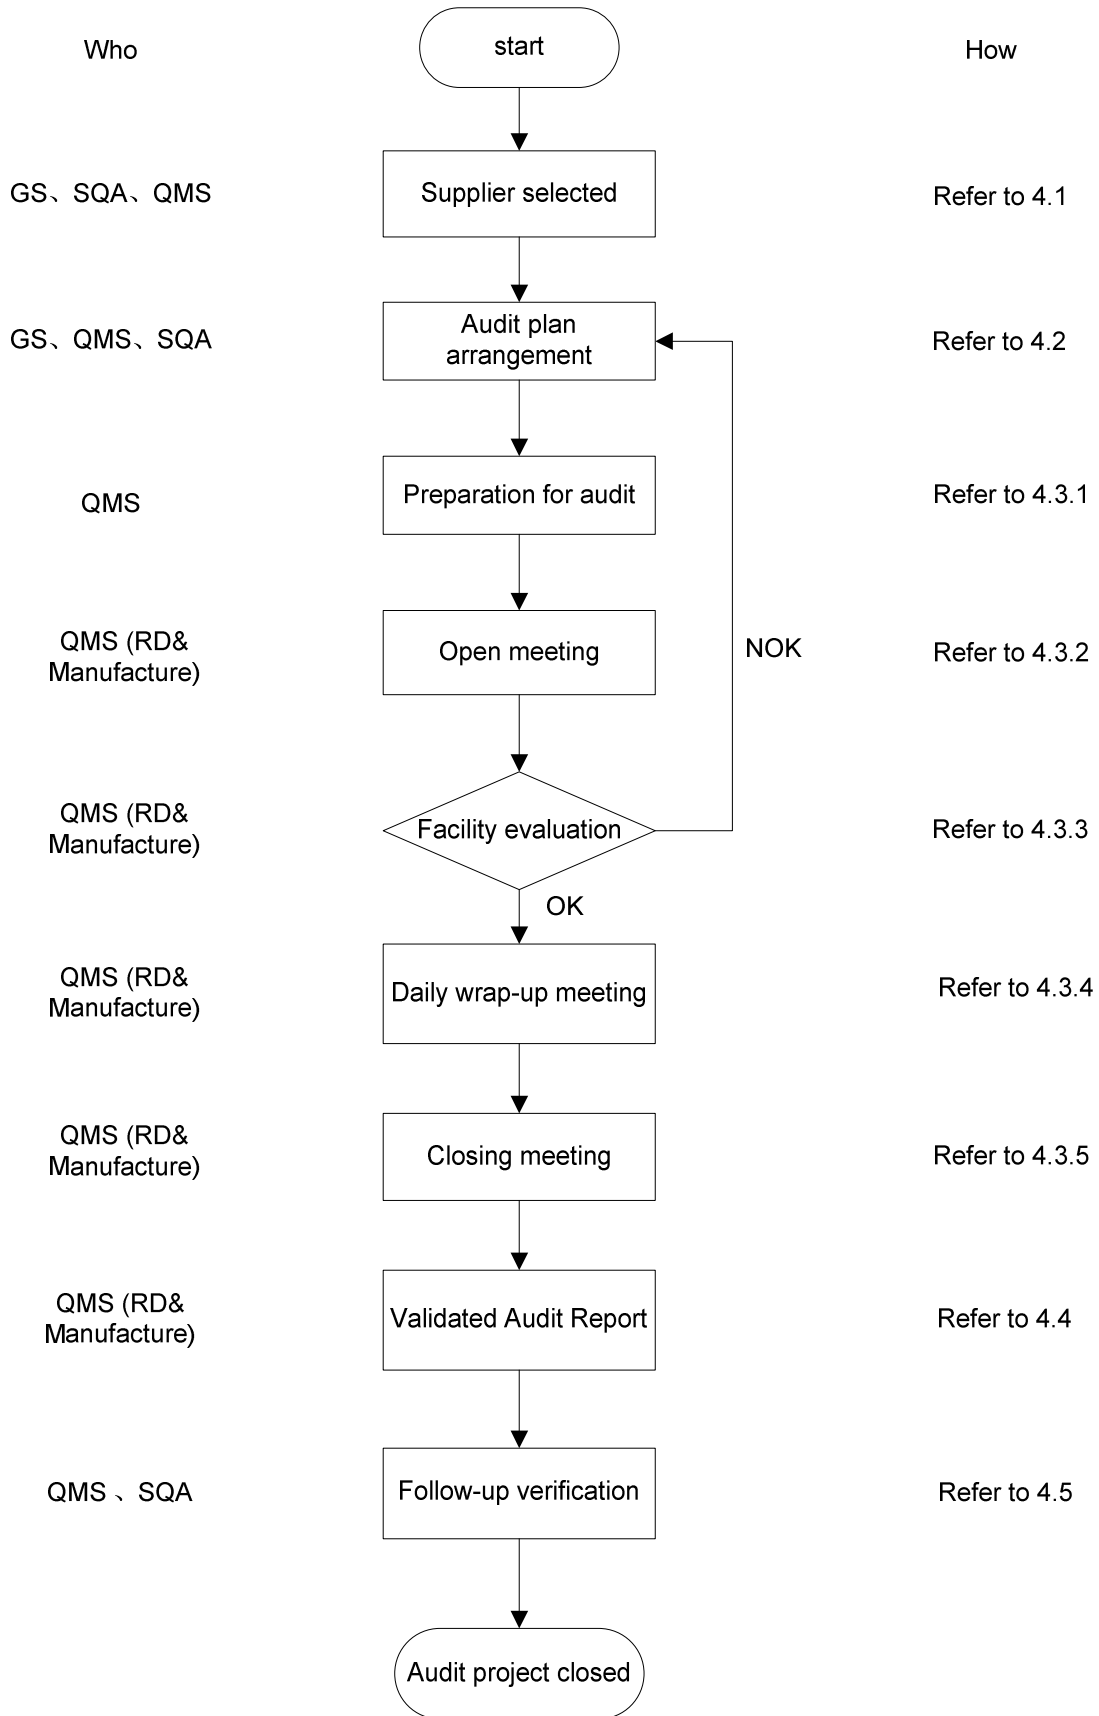 Who
start
How
GS、SQA、QMS
Supplier selected
Refer to 4.1
GS、QMS、SQA
Audit plan
arrangement
Refer to 4.2
QMS
Preparation for audit
Refer to 4.3.1
QMS (RD&
Manufacture)
Open meeting
NOK
Refer to 4.3.2
QMS (RD&
Manufacture)
Facility evaluation
Refer to 4.3.3
OK
QMS (RD&
Manufacture)
Daily wrap-up meeting
Refer to 4.3.4
QMS (RD&
Manufacture)
Closing meeting
Refer to 4.3.5
QMS (RD&
Manufacture)
Validated Audit Report
Refer to 4.4
QMS 、SQA
Follow-up verification
Refer to 4.5
Audit project closed